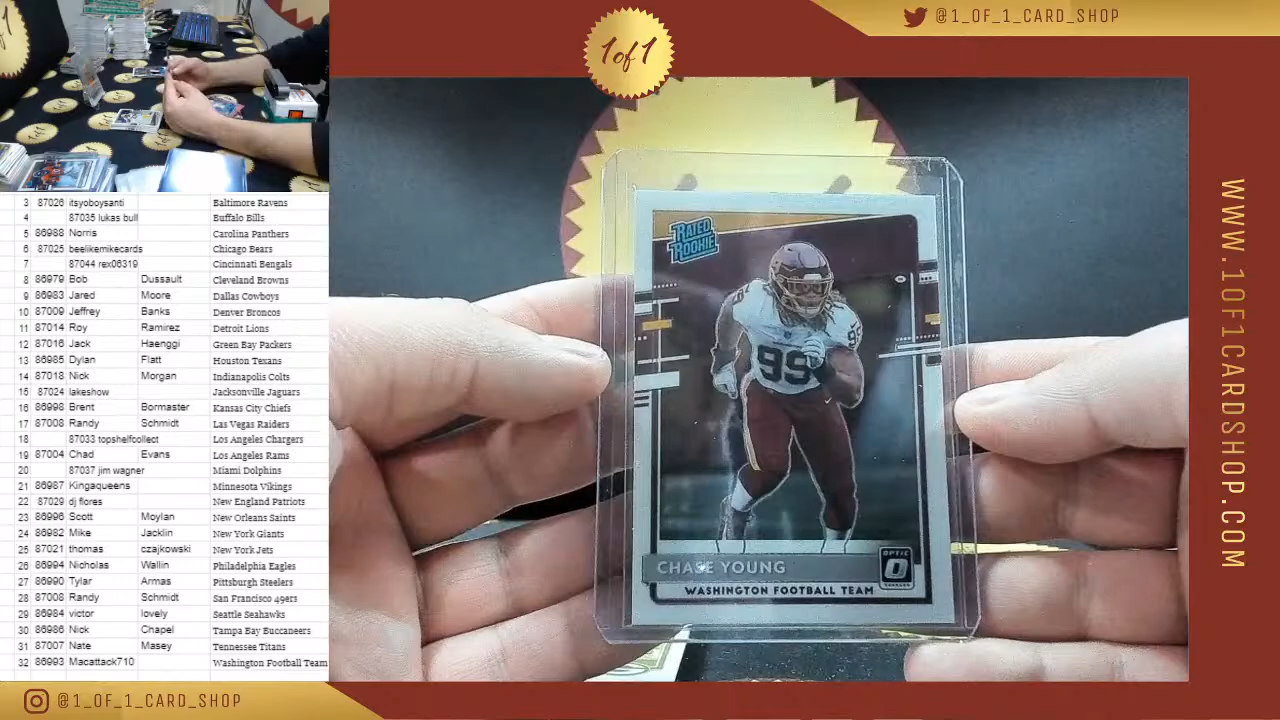 @1_OF_1_CARD_SHOP
1of1
3 87026 itsyoboysanti Baltimore Ravens
4 87035 lukas bull Buffalo Bills
5 86988 Norris Carolina Panthers
6 87025 beelikemikecards Chicago Bears
7 87044 rex06319 Cincinnati Bengals
8 86979 Bob Dussault Cleveland Browns
9 86983 Jared Moore Dallas Cowboys
10 87009 Jeffrey Banks Denver Broncos
11 87014 Roy Ramirez Detroit Lions
12 87016 Jack Haenggi Green Bay Packers
13 86985 Dylan Flatt Houston Texans
14 87018 Nick Morgan Indianapolis Colts
15 87024 lakeshow Jacksonville Jaguars
16 86998 Brent Bormaster Kansas City Chiefs
17 87008 Randy Schmidt Las Vegas Raiders
18 87033 topshelfcollect Los Angeles Chargers
19 87004 Chad Evans Los Angeles Rams
20 87037 jim wagner Miami Dolphins
21 86987 Kingaqueens Minnesota Vikings
22 87029 dj flores New England Patriots
23 86996 Scott Moylan New Orleans Saints
24 86982 Mike Jacklin New York Giants
25 87021 thomas czajkowski New York Jets
26 86994 Nicholas Wallin Philadelphia Eagles
27 86990 Tylar Armas Pittsburgh Steelers
28 87008 Randy Schmidt San Francisco 49ers
29 86984 victor lovely Seattle Seahawks
30 86986 Nick Chapel Tampa Bay Buccaneers
31 87007 Nate Masey Tennessee Titans
32 86993 Macattack710 Washington Football Team
RATED
ROOKIE
99
CHASE YOUNG
OPTIC
WASHINGTON FOOTBALL TEAM
WWW.1OF1CARDSHOP.COM
@1_OF_1_CARD_SHOP